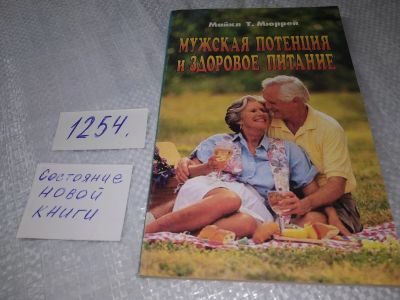 Майкл Т. Мюррей
МУЖСКАЯ ПОТЕНЦИЯ
И ЗДОРОВОЕ ПИТАНИЕ
1254.
Состояние
НОВОЙ
КНИГИ